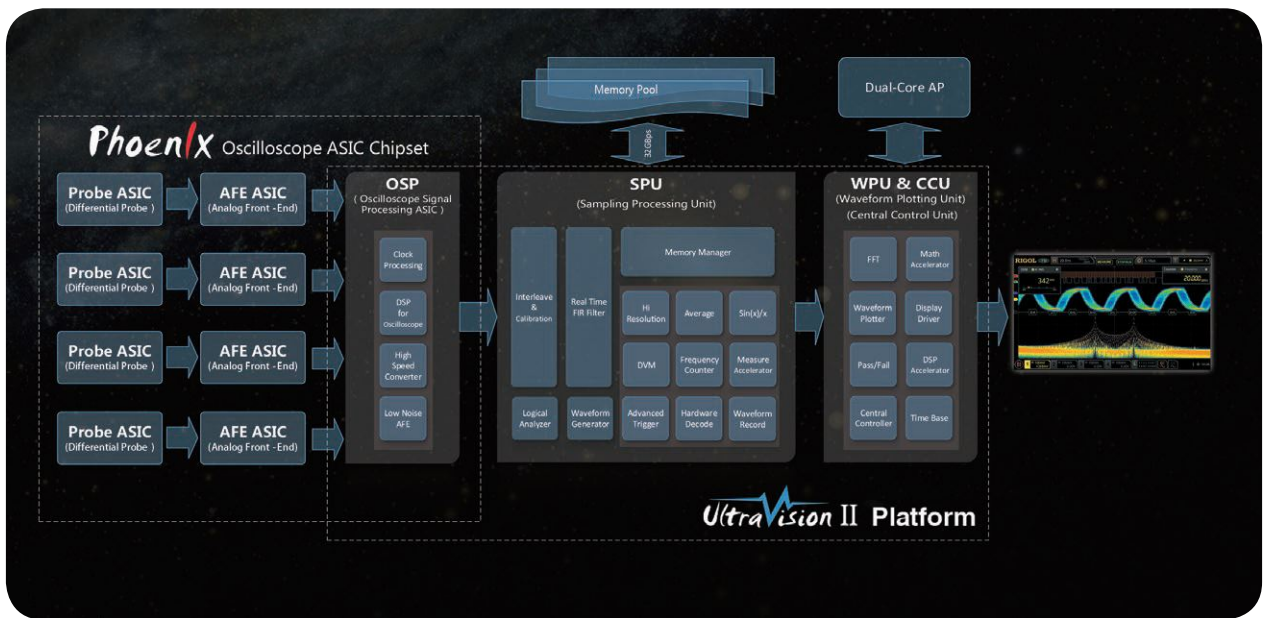 Memory Pool
Dual-Core AP
32GBps
Phoenix Oscilloscope ASIC Chipset
Probe ASIC
(Differential Probe )
AFE ASIC
(Analog Front -End)
Probe ASIC
(Differential Probe )
AFE ASIC
(Analog Front -End)
Probe ASIC
(Differential Probe )
AFE ASIC
(Analog Front -End)
Probe ASIC
(Differential Probe )
AFE ASIC
(Analog Front -End)
OSP
( Oscilloscope Signal
Processing ASIC )
Clock
Processing
DSP
for
Oscilloscope
High
Speed
Converter
Low Noise
AFE
SPU
(Sampling Processing Unit)
Interleave
&
Calibration
Real Time
FIR Filter
Memory Manager
Hi
Resolution
Average
Sin(x)/x
DVM
Frequency
Counter
Measure
Accelerator
Logical
Analyzer
Waveform
Generator
Advanced
Trigger
Hardware
Decode
Waveform
Record
WPU & CCU
(Waveform Plotting Unit)
(Central Control Unit)
FFT
Math
Accelerator
Waveform
Plotter
Display
Driver
Pass/Fail
DSP
Accelerator
Central
Controller
Time Base
RIGOL
342
20.000
UltraVision II Platform